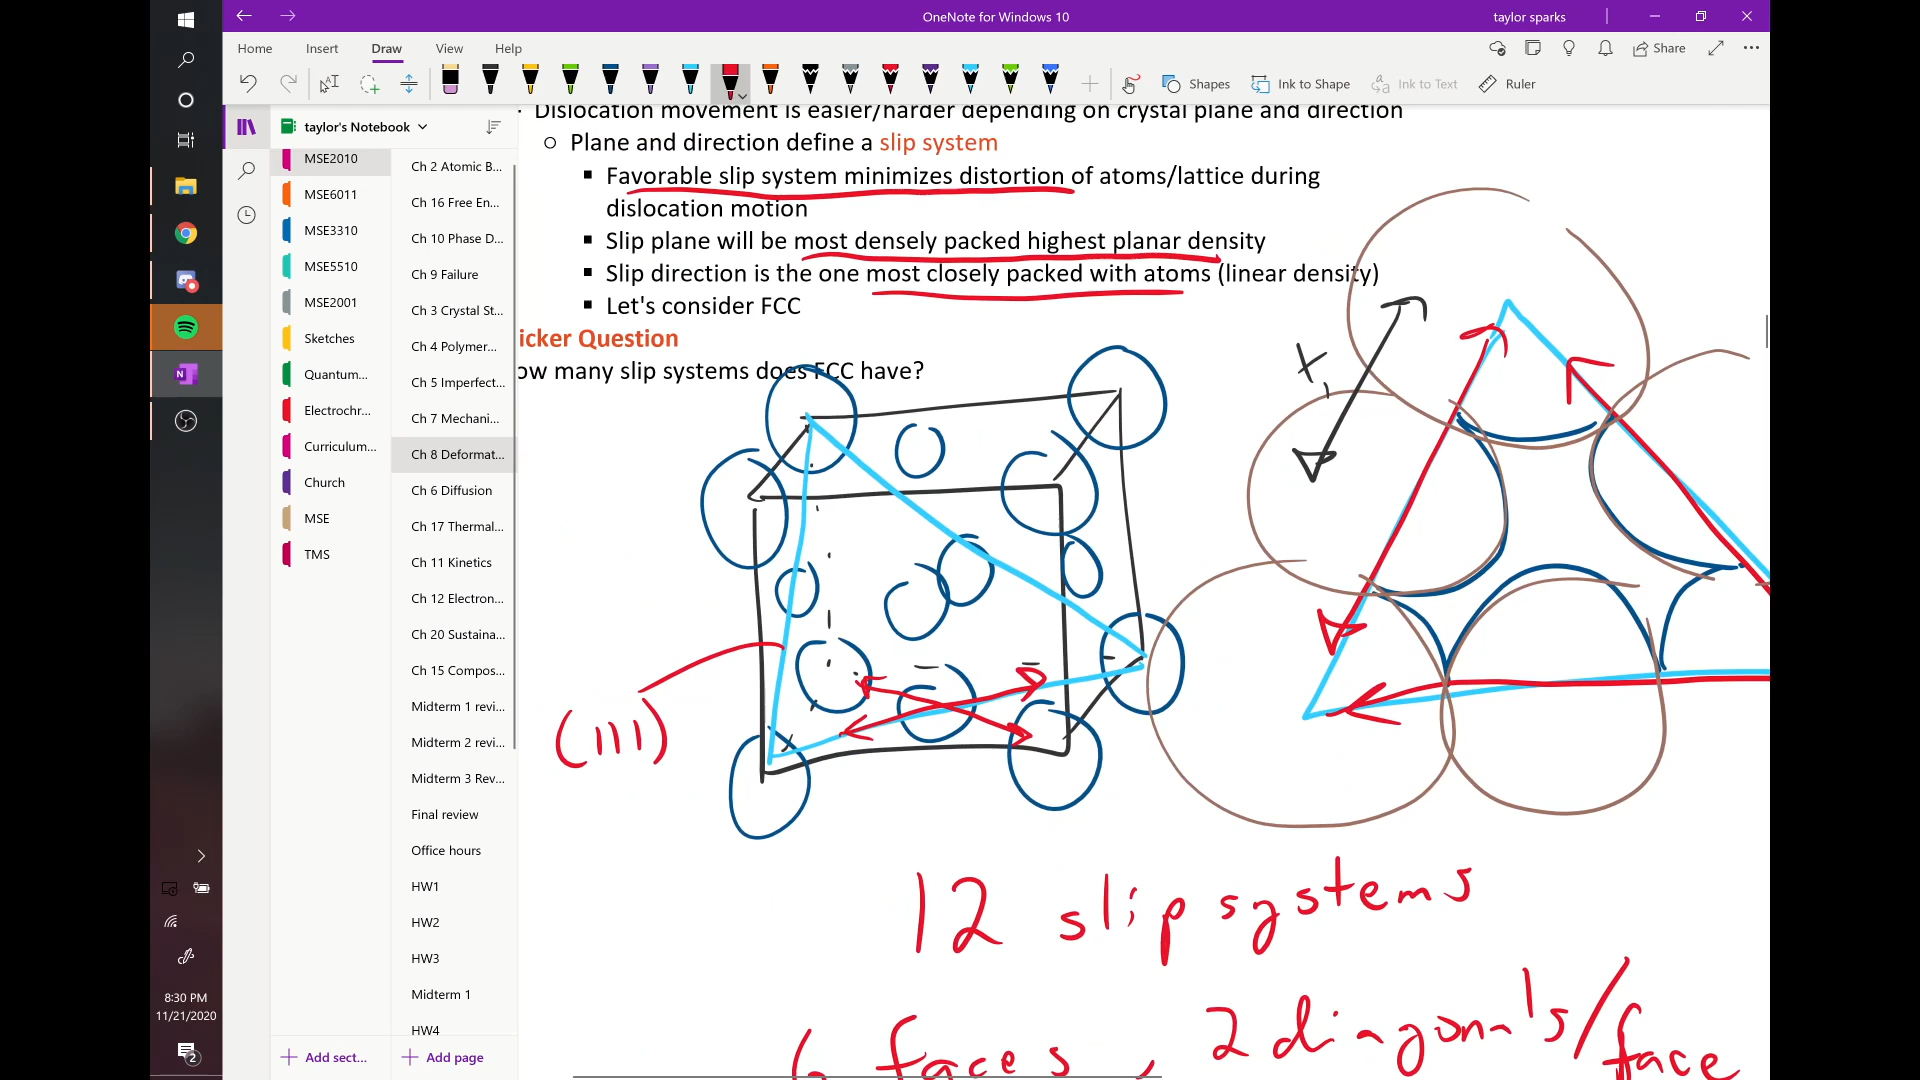 OneNote for Windows 10
taylor sparks
Home Insert Draw View Help
Share
Shapes
Ink to Shape
Ink to Text
Ruler
taylor's Notebook
MSE2010
MSE6011
MSE3310
MSE5510
MSE2001
Sketches
Quantum...
Electrochr...
Curriculum...
Church
MSE
TMS
Add sect...
Ch 2 Atomic B...
Ch 16 Free En...
Ch 10 Phase D...
Ch 9 Failure
Ch 3 Crystal St...
Ch 4 Polymer...
Ch 5 Imperfect...
Ch 7 Mechani...
Ch 8 Deformat...
Ch 6 Diffusion
Ch 17 Thermal...
Ch 11 Kinetics
Ch 12 Electron...
Ch 20 Sustaina...
Ch 15 Compos...
Midterm 1 revi...
Midterm 2 revi...
Midterm 3 Rev...
Final review
Office hours
HW1
HW2
HW3
Midterm 1
HW4
Add page
Dislocation movement is easier/harder depending on crystal plane and direction
Plane and direction define a slip system
Favorable slip system minimizes distortion of atoms/lattice during
dislocation motion
Slip plane will be most densely packed highest planar density
Slip direction is the one most closely packed with atoms (linear density)
Let's consider FCC
icker Question
ow many slip systems does FCC have?
(111)
12 slip systems
6 faces, 2 diagonals/face
8:30 PM
11/21/2020
2